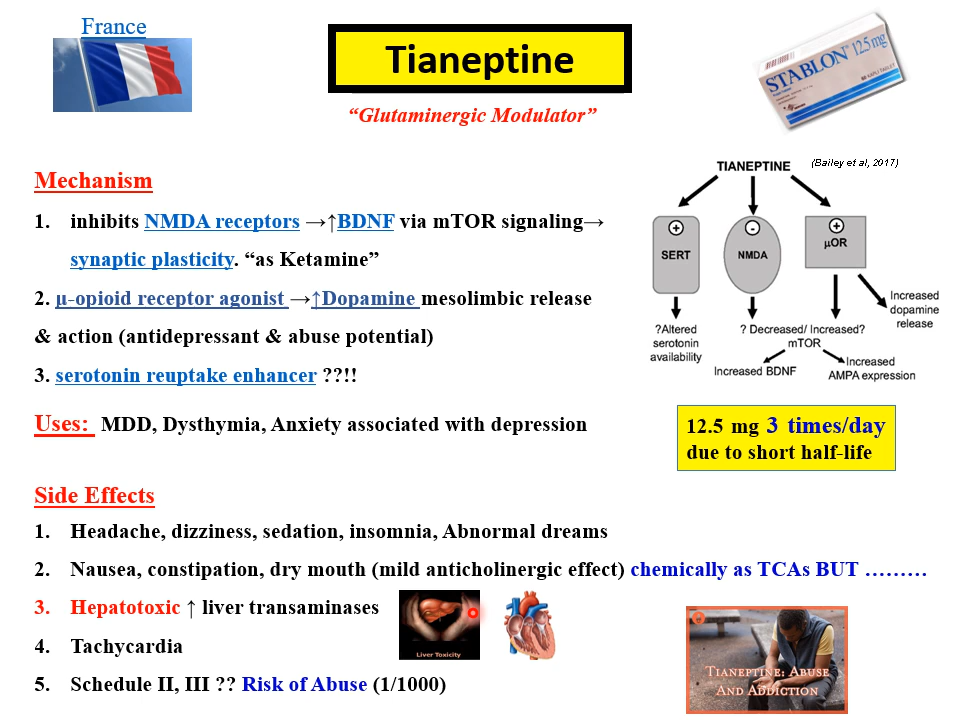 France
Tianeptine
“Glutaminergic Modulator”
STABLON® 12.5 mg
Mechanism
1. inhibits NMDA receptors →↑BDNF via mTOR signaling→
synaptic plasticity. “as Ketamine”
2. μ-opioid receptor agonist →↑Dopamine mesolimbic release
& action (antidepressant & abuse potential)
3. serotonin reuptake enhancer ??!!
TIANEPTINE
(Bailey et al, 2017)
+
SERT
-
NMDA
+
μOR
?Altered
serotonin
availability
? Decreased/ Increased?
mTOR
Increased
dopamine
release
Increased BDNF
Increased
AMPA expression
Uses: MDD, Dysthymia, Anxiety associated with depression
12.5 mg 3 times/day
due to short half-life
Side Effects
1. Headache, dizziness, sedation, insomnia, Abnormal dreams
2. Nausea, constipation, dry mouth (mild anticholinergic effect) chemically as TCAs BUT ………
3. Hepatotoxic ↑ liver transaminases
Liver Toxicity
4. Tachycardia
5. Schedule II, III ?? Risk of Abuse (1/1000)
TIANEPTINE: ABUSE
AND ADDICTION